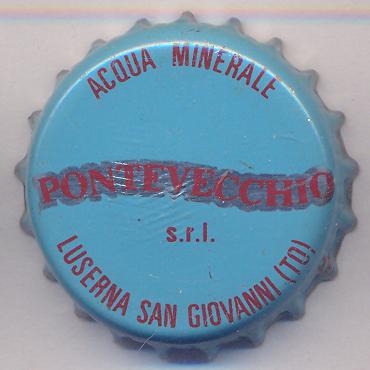 ACQUA MINERALE
PONTEVECCHIO
s.r.l.
LUSERNA SAN GIOVANNI (TO)